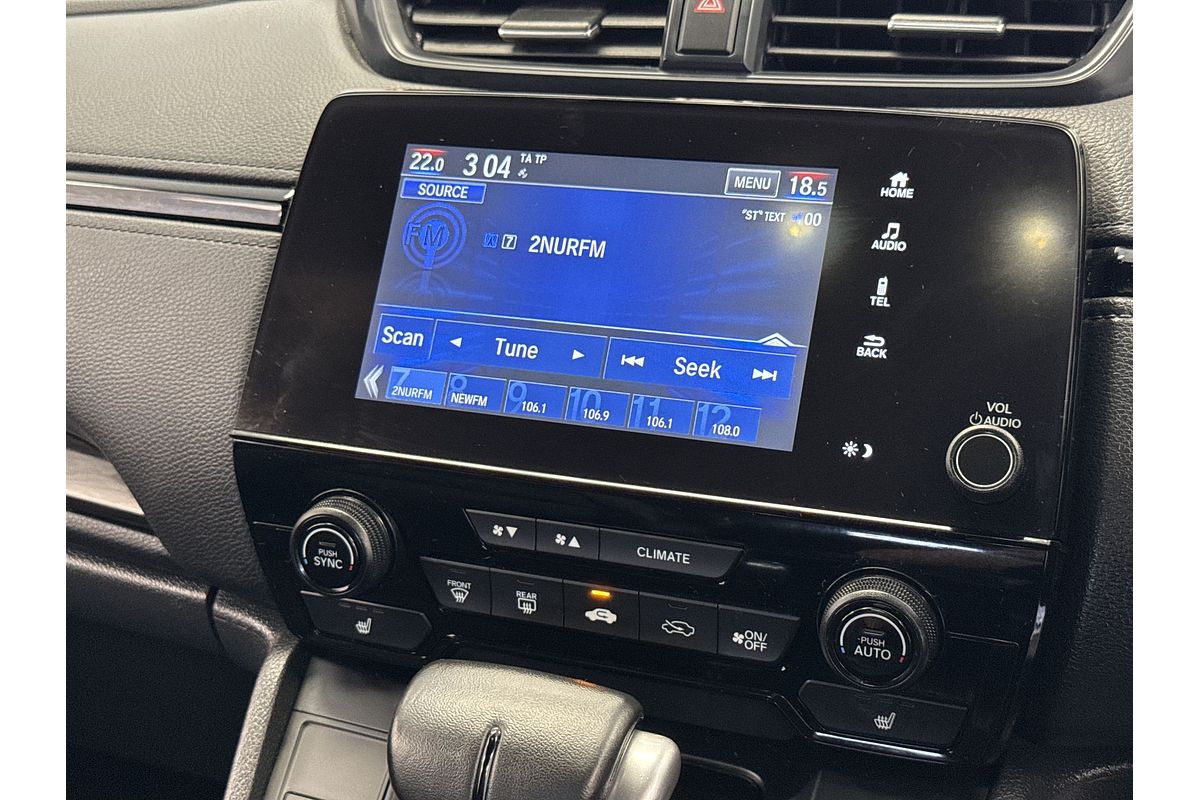 22.0 3 04 TA TP MENU 18.5
SOURCE
"ST" TEXT 00
FM 7 2NURFM
Scan Tune Seek
7 2NURFM 8 NEWFM 9 106.1 10 106.9 11 106.1 12 108.0
HOME
AUDIO
TEL
BACK
VOL
AUDIO
PUSH
SYNC
CLIMATE
FRONT
REAR
ON/
OFF
PUSH
AUTO